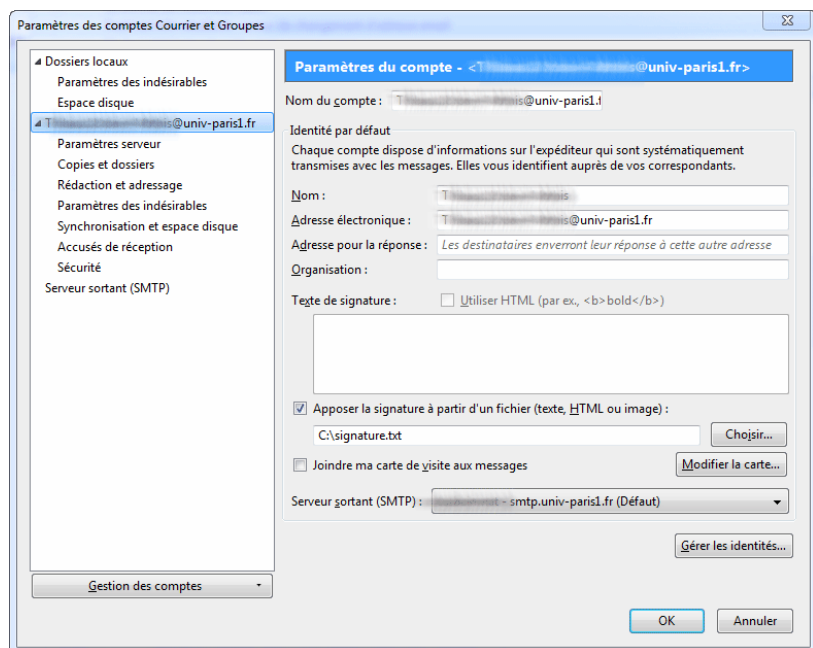 Paramètres des comptes Courrier et Groupes
Dossiers locaux
Paramètres des indésirables
Espace disque
@univ-paris1.fr
Paramètres serveur
Copies et dossiers
Rédaction et adressage
Paramètres des indésirables
Synchronisation et espace disque
Accusés de réception
Sécurité
Serveur sortant (SMTP)
Gestion des comptes
Paramètres du compte - <T @univ-paris1.fr>
Nom du compte : T @univ-paris1.f
Identité par défaut
Chaque compte dispose d'informations sur l'expéditeur qui sont systématiquement
transmises avec les messages. Elles vous identifient auprès de vos correspondants.
Nom :
Adresse électronique : @univ-paris1.fr
Adresse pour la réponse : Les destinataires enverront leur réponse à cette autre adresse
Organisation :
Texte de signature : Utiliser HTML (par ex., <b>bold</b>)
Apposer la signature à partir d'un fichier (texte, HTML ou image) :
C:\signature.txt Choisir...
Joindre ma carte de visite aux messages Modifier la carte...
Serveur sortant (SMTP) : - smtp.univ-paris1.fr (Défaut)
Gérer les identités...
OK Annuler